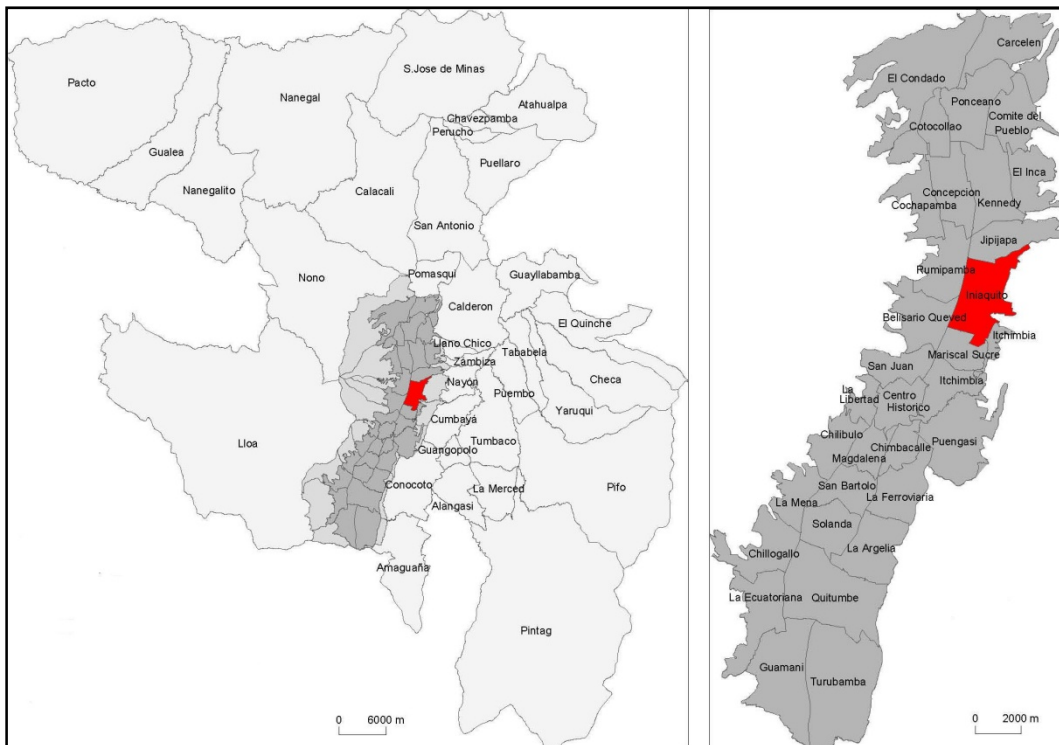 Pacto
Nanegal
S.Jose de Minas
Atahualpa
Chavezpamba
Perucho
Gualea
Puellaro
Nanegalito
Calacali
San Antonio
Nono
Pomasqui
Guayllabamba
Calderon
El Quinche
Llano Chico
Tababela
Zambiza
Checa
Nayón
Puembo
Yaruqui
Cumbayá
Lloa
Tumbaco
Guangopolo
Conocoto
La Merced
Pifo
Alangasi
Amaguaña
Pintag
0 6000 m
Carcelen
El Condado
Ponceano
Comite del
Pueblo
Cotocollao
El Inca
Concepcion
Cochapamba
Kennedy
Jipijapa
Rumipamba
Iniaquito
Belisario Queved
Itchimbia
Mariscal Sucre
San Juan
Itchimbia
La
Libertad
Centro
Historico
Chilibulo
Chimbacalle
Puengasi
Magdalena
San Bartolo
La Ferroviaria
La Mena
Solanda
La Argelia
Chillogallo
La Ecuatoriana
Quitumbe
Guamani
Turubamba
0 2000 m